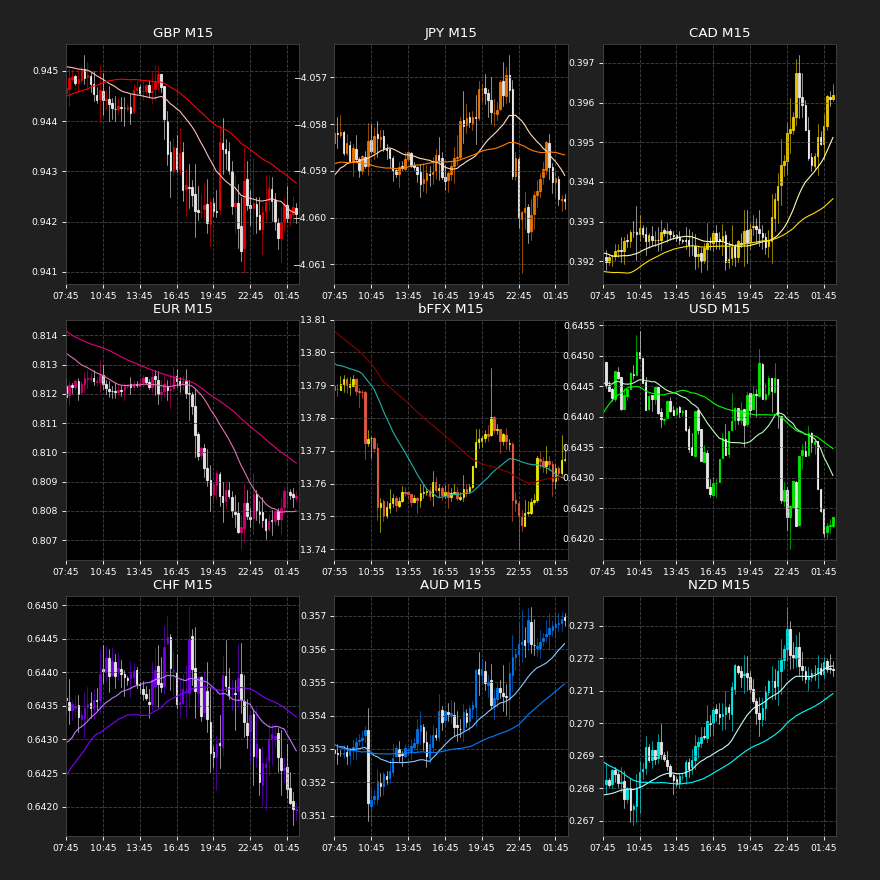 GBP M15 JPY M15 CAD M15
0.945 0.944 0.943 0.942 0.941
−4.057 −4.058 −4.059 −4.060 −4.061
0.397 0.396 0.395 0.394 0.393 0.392
07:45 10:45 13:45 16:45 19:45 22:45 01:45 07:45 10:45 13:45 16:45 19:45 22:45 01:45 07:45 10:45 13:45 16:45 19:45 22:45 01:45
EUR M15 bFFX M15 USD M15
0.814 0.813 0.812 0.811 0.810 0.809 0.808 0.807
13.81 13.80 13.79 13.78 13.77 13.76 13.75 13.74
0.6455 0.6450 0.6445 0.6440 0.6435 0.6430 0.6425 0.6420
07:45 10:45 13:45 16:45 19:45 22:45 01:45 07:55 10:55 13:55 16:55 19:55 22:55 01:55 07:45 10:45 13:45 16:45 19:45 22:45 01:45
CHF M15 AUD M15 NZD M15
0.6450 0.6445 0.6440 0.6435 0.6430 0.6425 0.6420
0.357 0.356 0.355 0.354 0.353 0.352 0.351
0.273 0.272 0.271 0.270 0.269 0.268 0.267
07:45 10:45 13:45 16:45 19:45 22:45 01:45 07:45 10:45 13:45 16:45 19:45 22:45 01:45 07:45 10:45 13:45 16:45 19:45 22:45 01:45